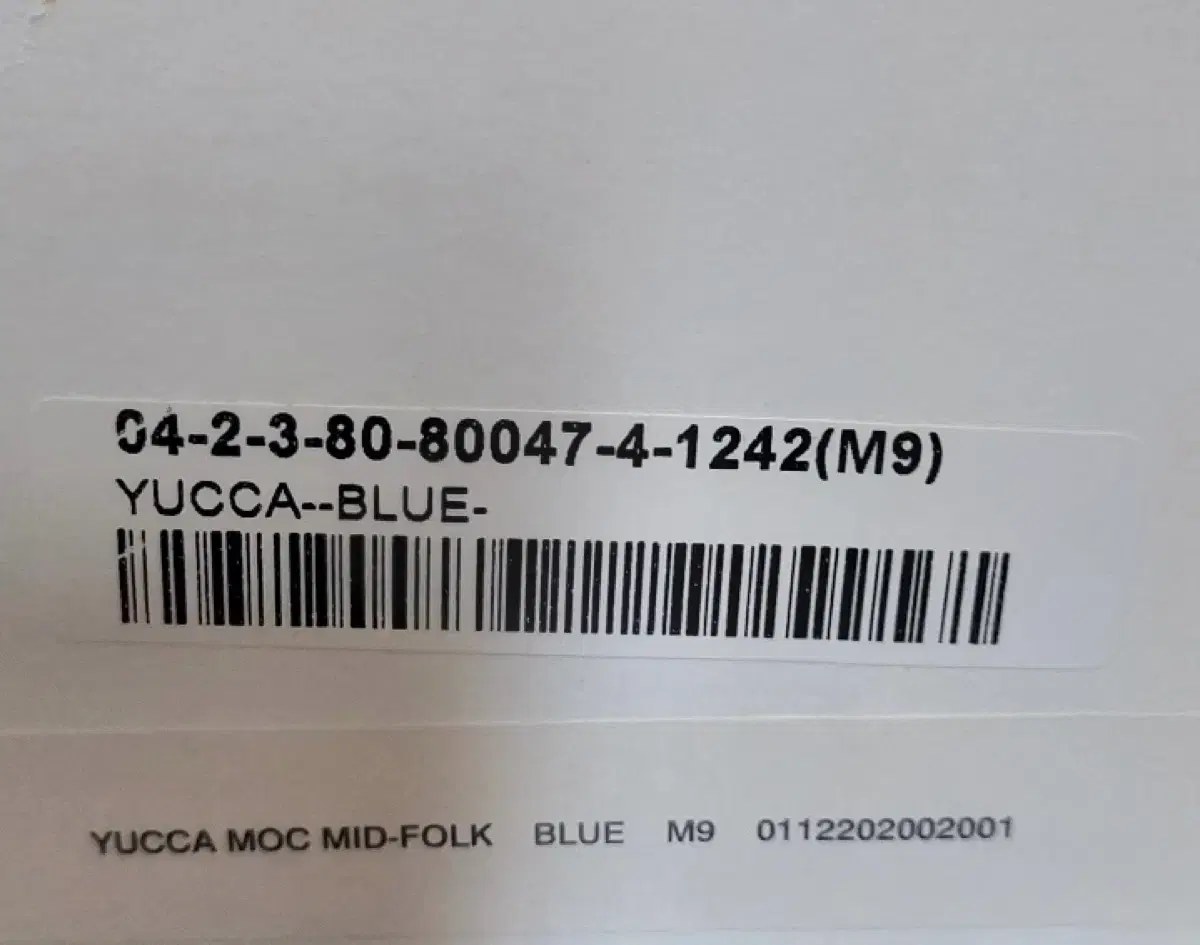 04-2-3-80-80047-4-1242(M9)
YUCCA--BLUE-
YUCCA MOC MID-FOLK BLUE M9 0112202002001